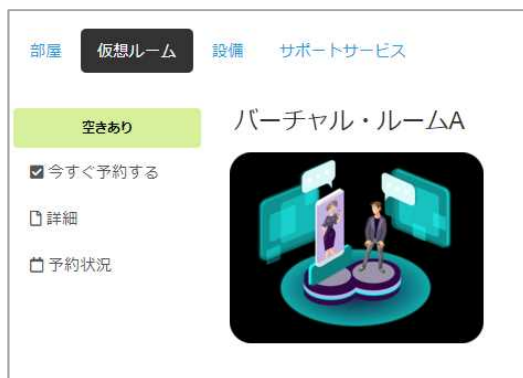 部屋
仮想ルーム
設備
サポートサービス
空きあり
バーチャル・ルームA
今すぐ予約する
詳細
予約状況